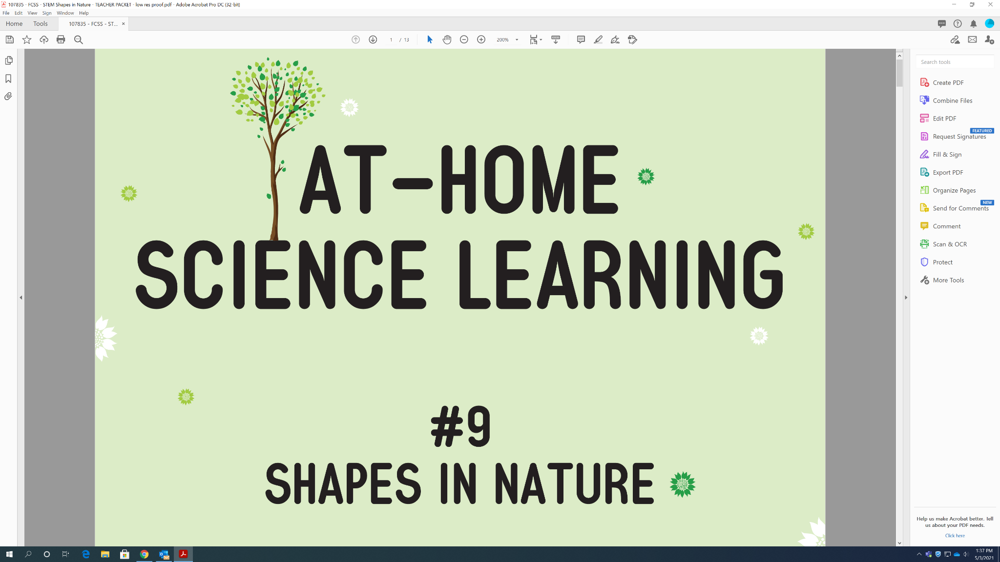 107835 - FCSS - STEM Shapes in Nature - TEACHER PACKET - low res proof.pdf - Adobe Acrobat Pro DC (32-bit)
File Edit View Sign Window Help
Home Tools 107835 - FCSS - ST... ×
1 / 13 200%
Search tools
Create PDF
Combine Files
Edit PDF
FEATURED
Request Signatures
Fill & Sign
Export PDF
Organize Pages
NEW
Send for Comments
Comment
Scan & OCR
Protect
More Tools
AT-HOME
SCIENCE LEARNING
#9
SHAPES IN NATURE
Help us make Acrobat better. Tell
us about your PDF needs.
Click here
1:37 PM
5/3/2021